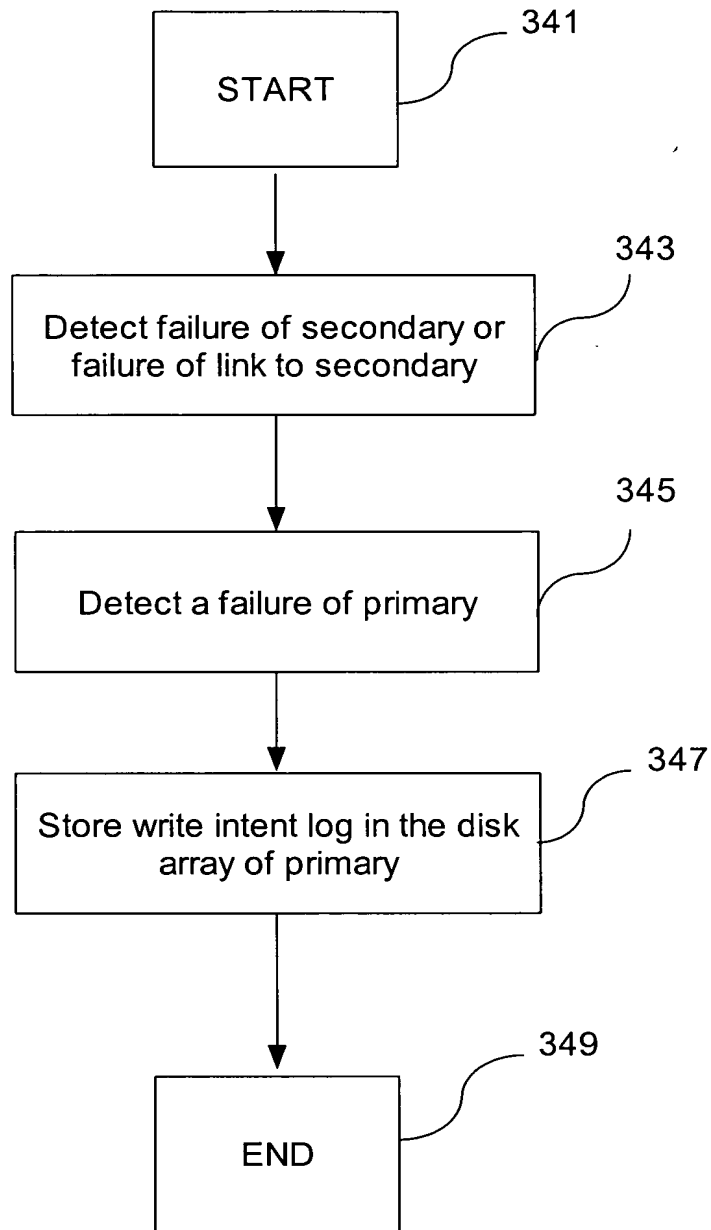 341
START
343
Detect failure of secondary or
failure of link to secondary
345
Detect a failure of primary
347
Store write intent log in the disk
array of primary
349
END